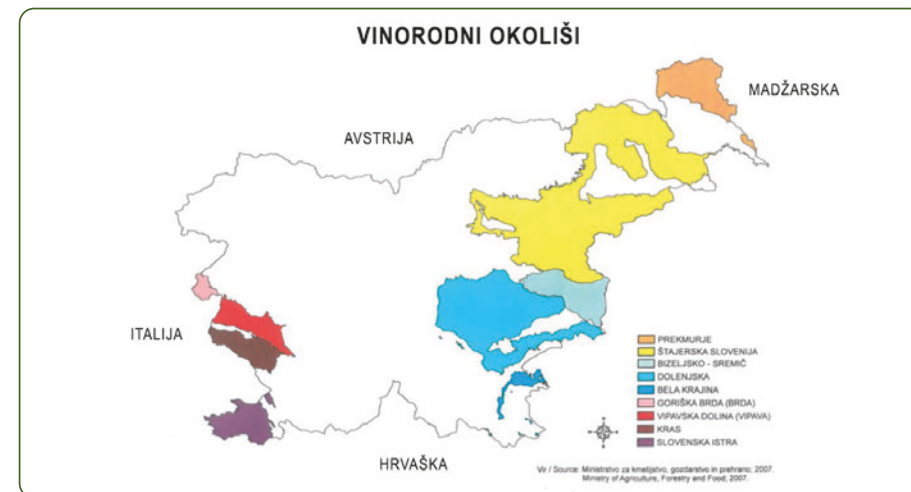 VINORODNI OKOLIŠI
MADŽARSKA
AVSTRIJA
ITALIJA
HRVAŠKA
PREKMURJE
ŠTAJERSKA SLOVENIJA
BIZELJSKO - SREMIČ
DOLENJSKA
BELA KRAJINA
GORIŠKA BRDA (BRDA)
VIPAVSKA DOLINA (VIPAVA)
KRAS
SLOVENSKA ISTRA
Vir / Source: Ministrstvo za kmetijstvo, gozdarstvo in prehrano; 2007.
Ministry of Agriculture, Forestry and Food; 2007.